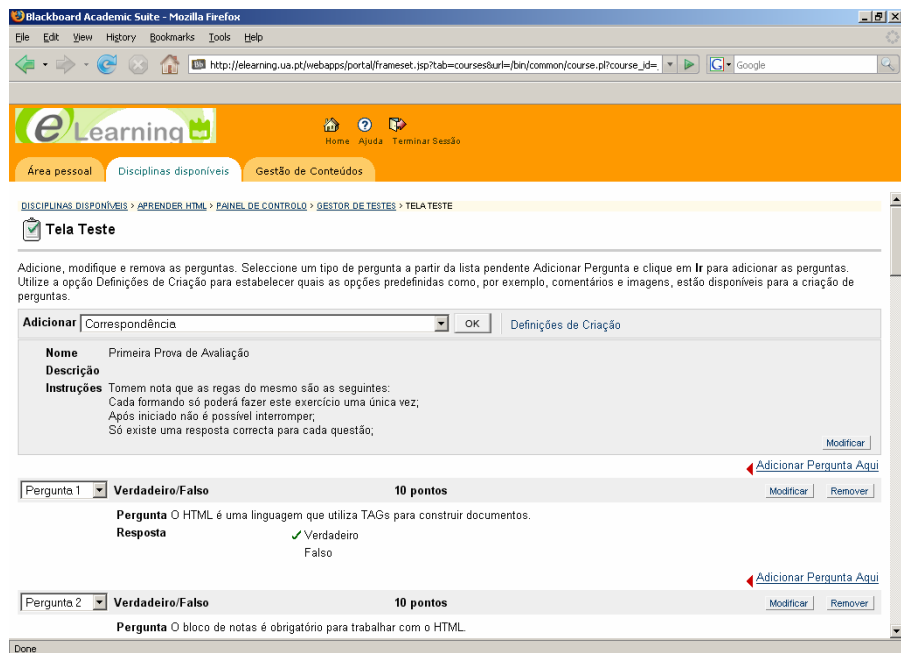 Blackboard Academic Suite - Mozilla Firefox
File Edit View History Bookmarks Tools Help
http://elearning.ua.pt/webapps/portal/frameset.jsp?tab=courses&url=/bin/common/course.pl?course_id=_ Google
eLearning
Home Ajuda Terminar Sessão
Área pessoal Disciplinas disponíveis Gestão de Conteúdos
DISCIPLINAS DISPONÍVEIS > APRENDER HTML > PAINEL DE CONTROLO > GESTOR DE TESTES > TELA TESTE
Tela Teste
Adicione, modifique e remova as perguntas. Seleccione um tipo de pergunta a partir da lista pendente Adicionar Pergunta e clique em Ir para adicionar as perguntas.
Utilize a opção Definições de Criação para estabelecer quais as opções predefinidas como, por exemplo, comentários e imagens, estão disponíveis para a criação de
perguntas.
Adicionar Correspondência OK Definições de Criação
Nome Primeira Prova de Avaliação
Descrição
Instruções Tomem nota que as regas do mesmo são as seguintes:
Cada formando só poderá fazer este exercício uma única vez;
Após iniciado não é possível interromper;
Só existe uma resposta correcta para cada questão;
Modificar
Adicionar Pergunta Aqui
Pergunta 1 Verdadeiro/Falso 10 pontos Modificar Remover
Pergunta O HTML é uma linguagem que utiliza TAGs para construir documentos.
Resposta Verdadeiro
Falso
Adicionar Pergunta Aqui
Pergunta 2 Verdadeiro/Falso 10 pontos Modificar Remover
Pergunta O bloco de notas é obrigatório para trabalhar com o HTML.
Done